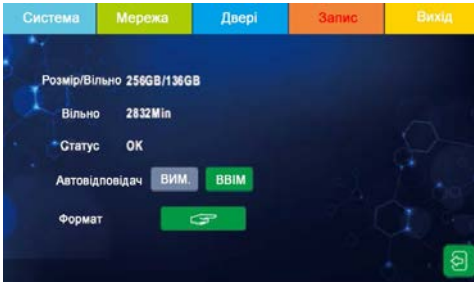 Система Мережа Двері Запис Вихід
Розмір/Вільно 256GB/136GB
Вільно 2832Min
Статус OK
Автовідповідач ВИМ. ВВІМ
Формат